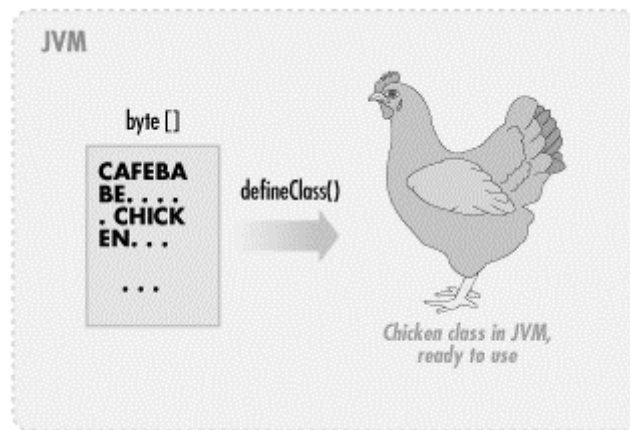 JVM
byte []
CAFEBA
BE. . . .
. CHICK
EN. . .
. . .
defineClass()
Chicken class in JVM,
ready to use